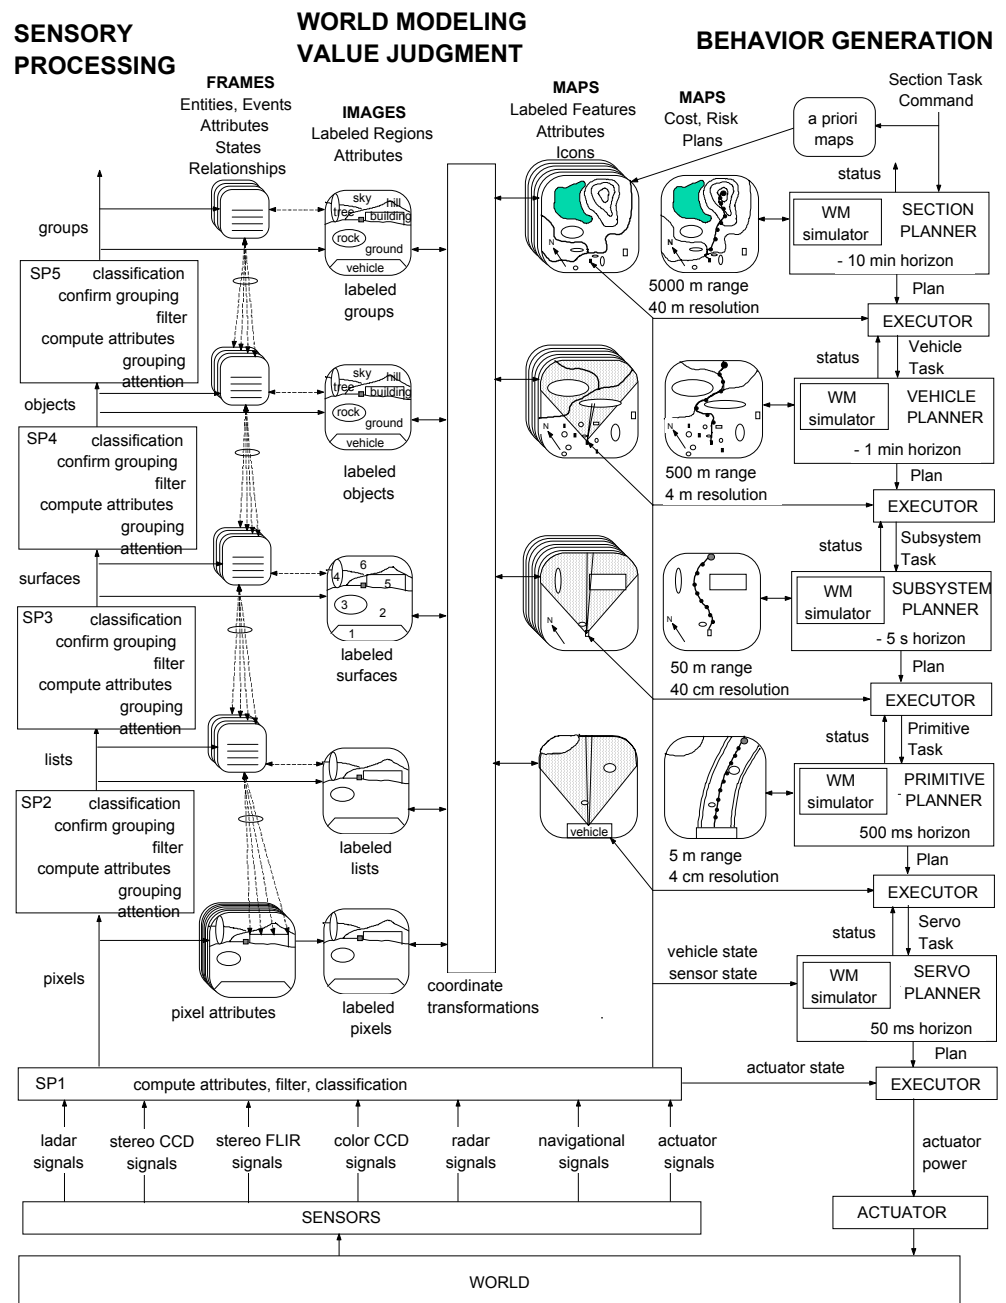 SENSORY
PROCESSING
WORLD MODELING
VALUE JUDGMENT
BEHAVIOR GENERATION
FRAMES
Entities, Events
Attributes
States
Relationships
IMAGES
Labeled Regions
Attributes
MAPS
Labeled Features
Attributes
Icons
MAPS
Cost, Risk
Plans
a priori
maps
Section Task
Command
status
groups
sky
hill
tree
building
rock
ground
vehicle
labeled
groups
N
N
5000 m range
40 m resolution
WM
simulator
SECTION
PLANNER
- 10 min horizon
Plan
EXECUTOR
SP5 classification
confirm grouping
filter
compute attributes
grouping
attention
status
Vehicle
Task
objects
sky
hill
tree
building
rock
ground
vehicle
labeled
objects
N
N
500 m range
4 m resolution
WM
simulator
VEHICLE
PLANNER
- 1 min horizon
Plan
EXECUTOR
SP4 classification
confirm grouping
filter
compute attributes
grouping
attention
status
Subsystem
Task
surfaces
6
4
5
3
2
1
labeled
surfaces
N
N
50 m range
40 cm resolution
WM
simulator
SUBSYSTEM
PLANNER
- 5 s horizon
Plan
EXECUTOR
SP3 classification
confirm grouping
filter
compute attributes
grouping
attention
status
Primitive
Task
lists
labeled
lists
vehicle
5 m range
4 cm resolution
WM
simulator
- PRIMITIVE
PLANNER
500 ms horizon
Plan
EXECUTOR
SP2 classification
confirm grouping
filter
compute attributes
grouping
attention
status
Servo
Task
pixels
pixel attributes
labeled
pixels
coordinate
transformations
vehicle state
sensor state
WM
simulator
SERVO
PLANNER
50 ms horizon
Plan
SP1 compute attributes, filter, classification
actuator state
EXECUTOR
ladar
signals
stereo CCD
signals
stereo FLIR
signals
color CCD
signals
radar
signals
navigational
signals
actuator
signals
actuator
power
SENSORS
ACTUATOR
WORLD